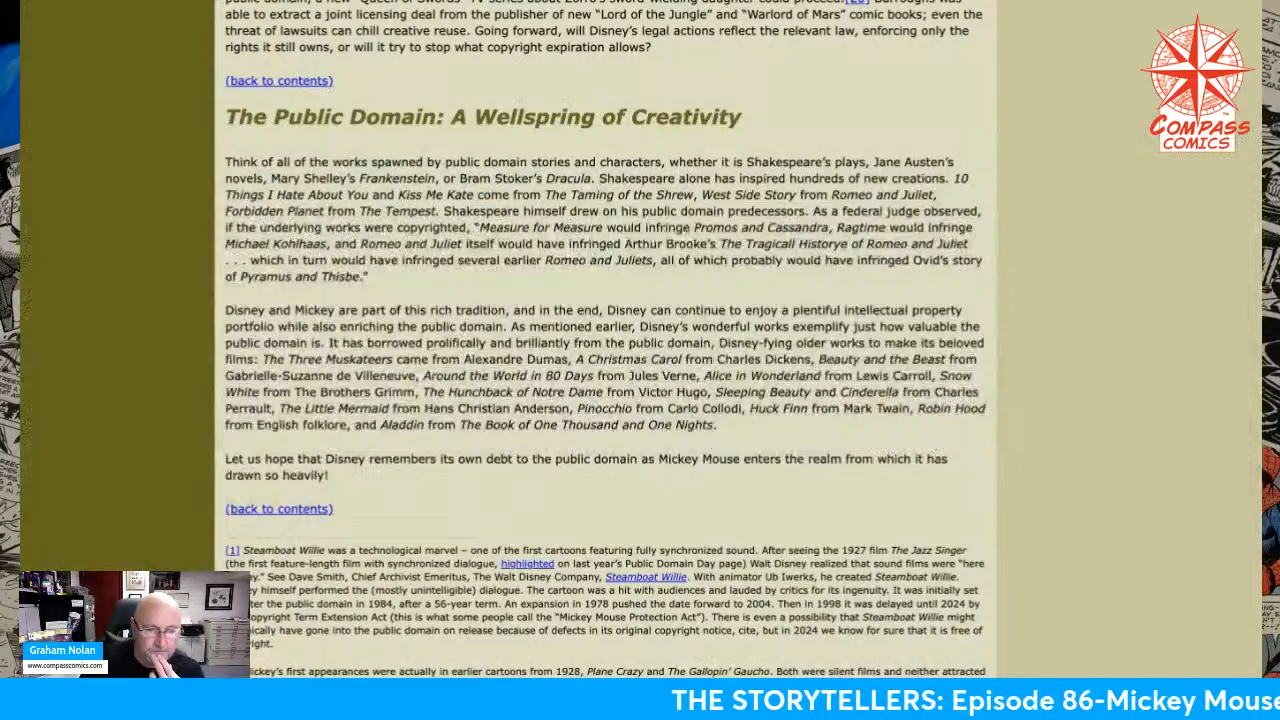 able to extract a joint licensing deal from the publisher of new "Lord of the Jungle" and "Warlord of Mars" comic books; even the
threat of lawsuits can chill creative reuse. Going forward, will Disney's legal actions reflect the relevant law, enforcing only the
rights it still owns, or will it try to stop what copyright expiration allows?
(back to contents)
The Public Domain: A Wellspring of Creativity
Think of all of the works spawned by public domain stories and characters, whether it is Shakespeare's plays, Jane Austen's
novels, Mary Shelley's Frankenstein, or Bram Stoker's Dracula. Shakespeare alone has inspired hundreds of new creations. 10
Things I Hate About You and Kiss Me Kate come from The Taming of the Shrew, West Side Story from Romeo and Juliet,
Forbidden Planet from The Tempest. Shakespeare himself drew on his public domain predecessors. As a federal judge observed,
if the underlying works were copyrighted, "Measure for Measure would infringe Promos and Cassandra, Ragtime would infringe
Michael Kohlhaas, and Romeo and Juliet itself would have infringed Arthur Brooke's The Tragicall Historye of Romeo and Juliet
. . . which in turn would have infringed several earlier Romeo and Juliets, all of which probably would have infringed Ovid's story
of Pyramus and Thisbe."
Disney and Mickey are part of this rich tradition, and in the end, Disney can continue to enjoy a plentiful intellectual property
portfolio while also enriching the public domain. As mentioned earlier, Disney's wonderful works exemplify just how valuable the
public domain is. It has borrowed prolifically and brilliantly from the public domain, Disney-fying older works to make its beloved
films: The Three Muskateers came from Alexandre Dumas, A Christmas Carol from Charles Dickens, Beauty and the Beast from
Gabrielle-Suzanne de Villeneuve, Around the World in 80 Days from Jules Verne, Alice in Wonderland from Lewis Carroll, Snow
White from The Brothers Grimm, The Hunchback of Notre Dame from Victor Hugo, Sleeping Beauty and Cinderella from Charles
Perrault, The Little Mermaid from Hans Christian Anderson, Pinocchio from Carlo Collodi, Huck Finn from Mark Twain, Robin Hood
from English folklore, and Aladdin from The Book of One Thousand and One Nights.
Let us hope that Disney remembers its own debt to the public domain as Mickey Mouse enters the realm from which it has
drawn so heavily!
(back to contents)
[1] Steamboat Willie was a technological marvel – one of the first cartoons featuring fully synchronized sound. After seeing the 1927 film The Jazz Singer
(the first feature-length film with synchronized dialogue, highlighted on last year's Public Domain Day page) Walt Disney realized that sound films were "here
See Dave Smith, Chief Archivist Emeritus, The Walt Disney Company, Steamboat Willie. With animator Ub Iwerks, he created Steamboat Willie.
himself performed the (mostly unintelligible) dialogue. The cartoon was a hit with audiences and lauded by critics for its ingenuity. It was initially set
the public domain in 1984, after a 56-year term. An expansion in 1978 pushed the date forward to 2004. Then in 1998 it was delayed until 2024 by
Term Extension Act (this is what some people call the "Mickey Mouse Protection Act"). There is even a possibility that Steamboat Willie might
have gone into the public domain on release because of defects in its original copyright notice, cite, but in 2024 we know for sure that it is free of
first appearances were actually in earlier cartoons from 1928, Plane Crazy and The Gallopin' Gaucho. Both were silent films and neither attracted
COMPASS
COMICS
Graham Nolan
www.compasscomics.com
THE STORYTELLERS: Episode 86-Mickey Mouse